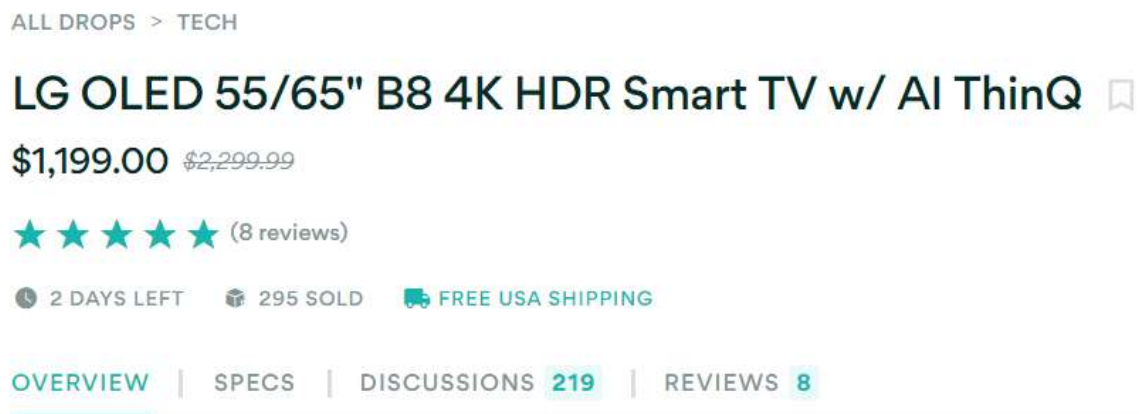 ALL DROPS > TECH
LG OLED 55/65" B8 4K HDR Smart TV w/ AI ThinQ
$1,199.00 $2,299.99
(8 reviews)
2 DAYS LEFT 295 SOLD FREE USA SHIPPING
OVERVIEW | SPECS | DISCUSSIONS 219 | REVIEWS 8